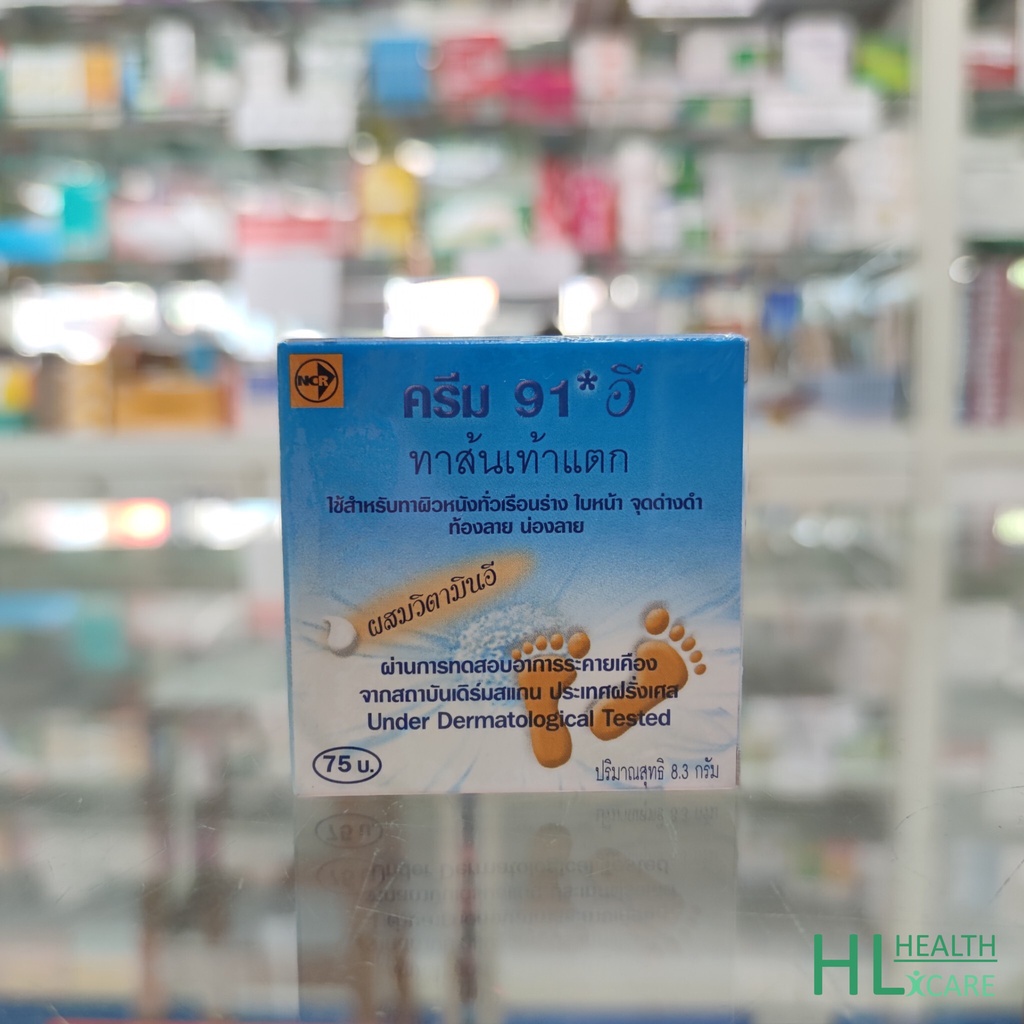 NCR
ครีม 91* อี
ทาส้นเท้าแตก
ใช้สำหรับทาผิวหนังทั่วเรือนร่าง ใบหน้า จุดด่างดำ
ท้องลาย น่องลาย
ผสมวิตามินอี
ผ่านการทดสอบอาการระคายเคือง
จากสถาบันเดิร์มสแกน ประเทศฝรั่งเศส
Under Dermatological Tested
75 บ.
ปริมาณสุทธิ 8.3 กรัม
HL HEALTH
CARE